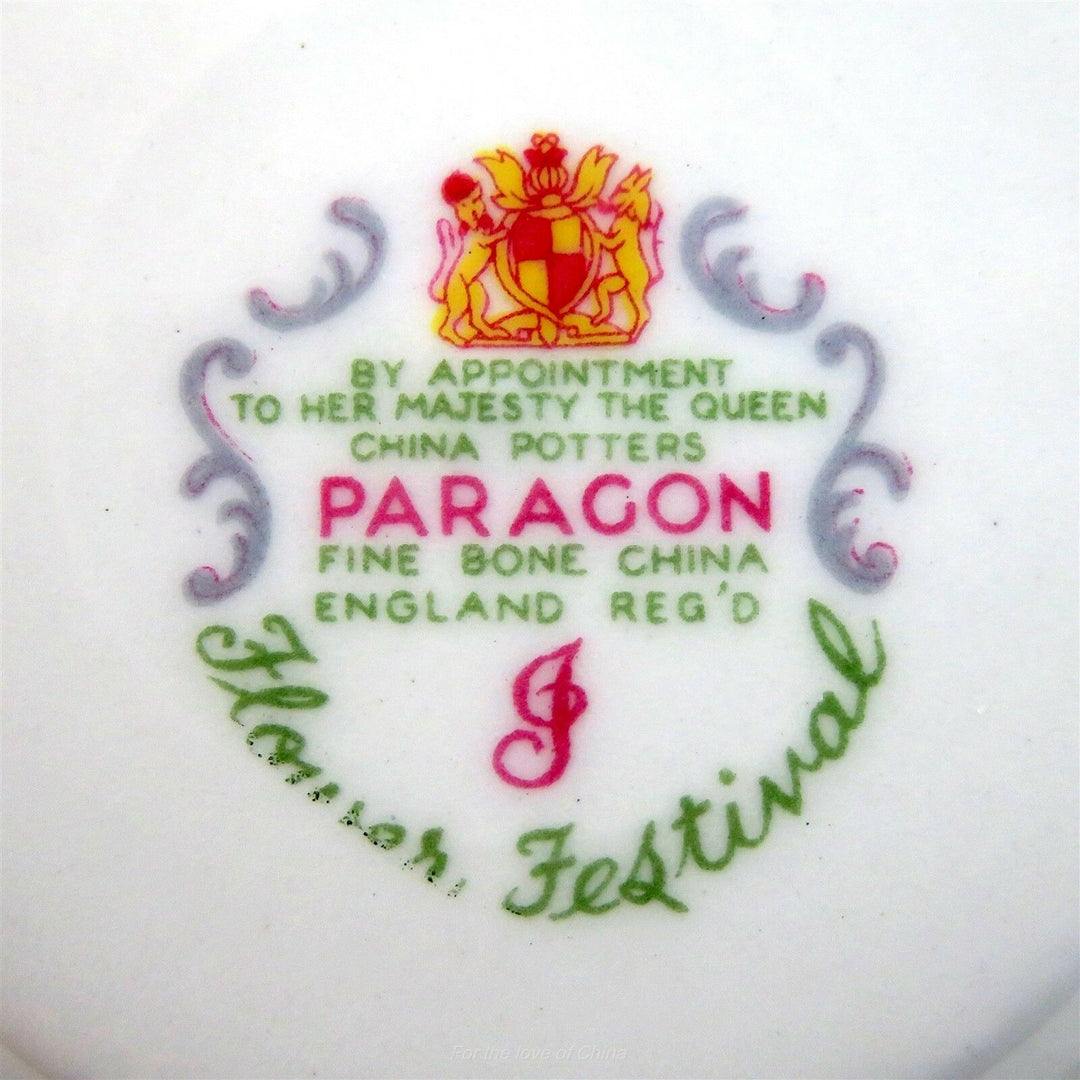 BY APPOINTMENT
TO HER MAJESTY THE QUEEN
CHINA POTTERS
PARAGON
FINE BONE CHINA
ENGLAND REG'D
J
Flower Festival
For the love of China